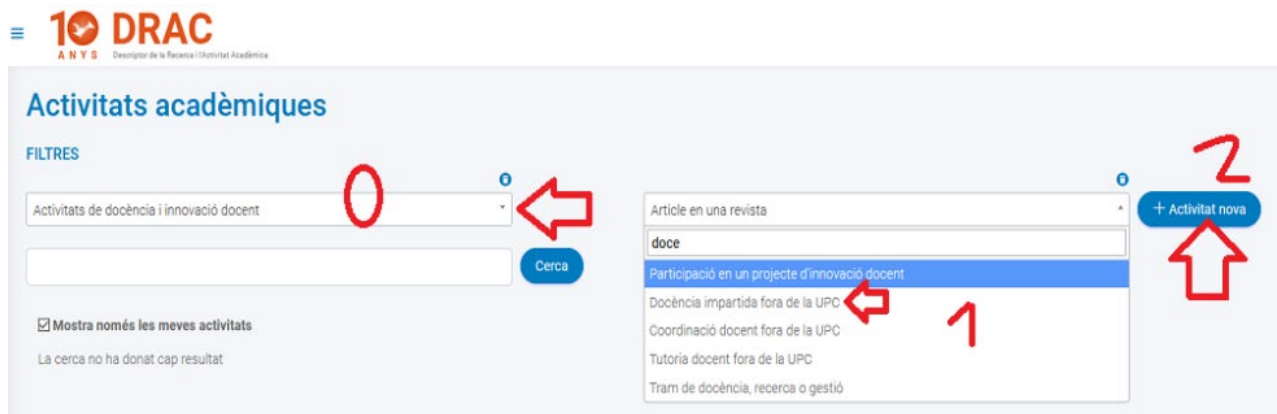 10 DRAC
ANYS Descriptor de la Recerca i l'Activitat Acadèmica
Activitats acadèmiques
FILTRES
0
2
Activitats de docència i innovació docent
Article en una revista
+ Activitat nova
doce
Cerca
Participació en un projecte d'innovació docent
Docència impartida fora de la UPC
1
Mostra només les meves activitats
Coordinació docent fora de la UPC
La cerca no ha donat cap resultat
Tutoria docent fora de la UPC
Tram de docència, recerca o gestió